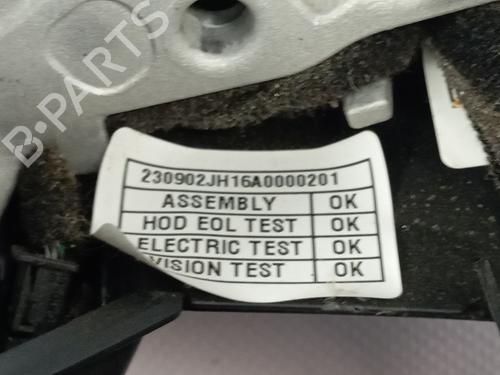 B-PARTS
230902JH16A0000201
ASSEMBLY OK
HOD EOL TEST OK
ELECTRIC TEST OK
VISION TEST OK